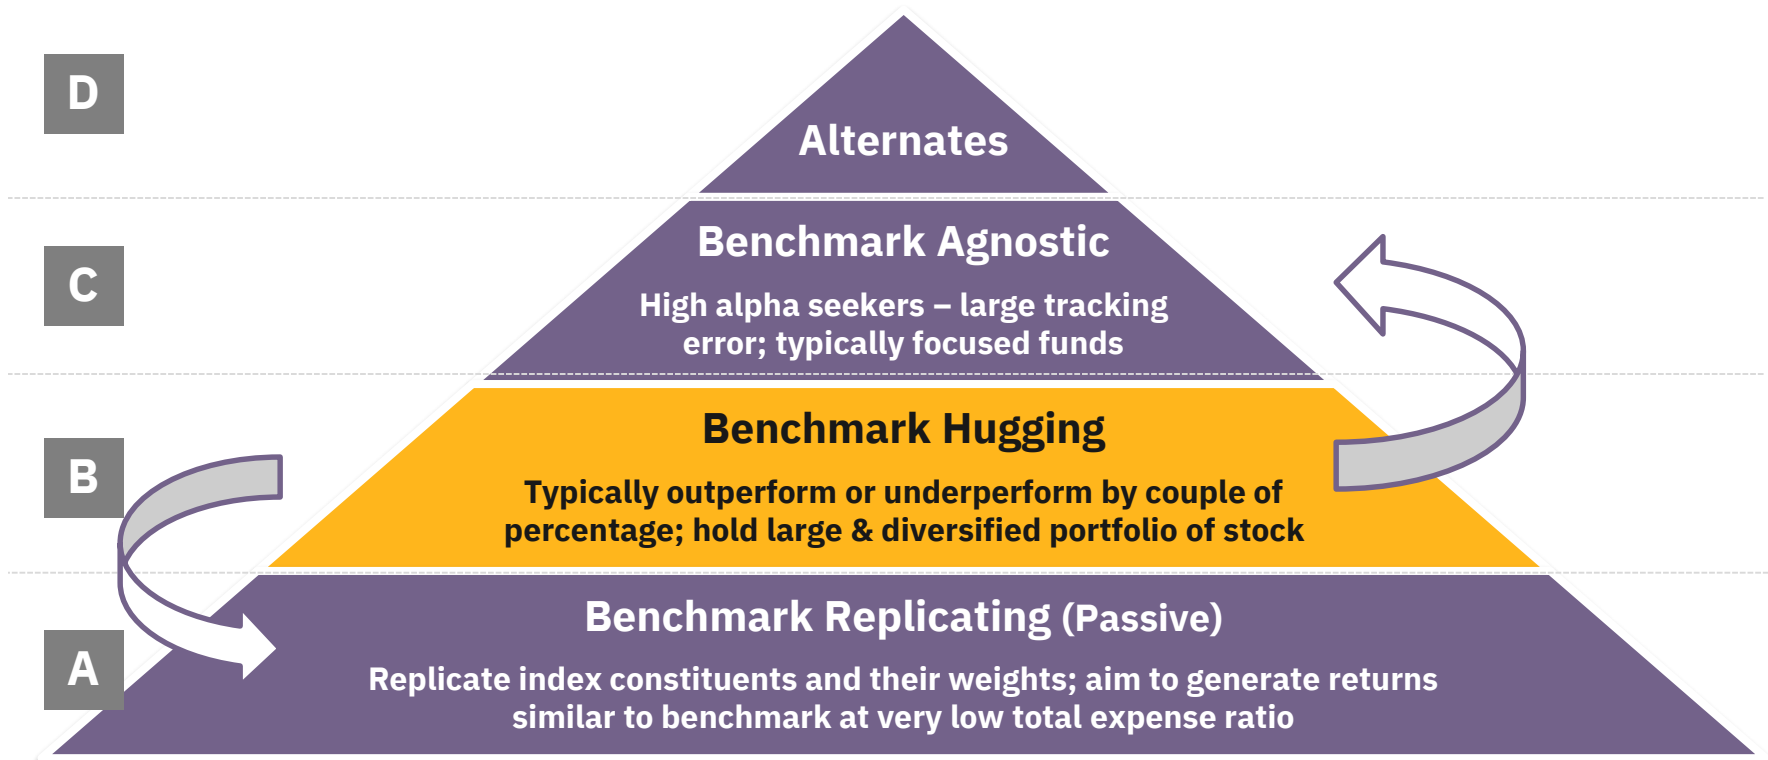 D
Alternates
C
Benchmark Agnostic
High alpha seekers – large tracking
error; typically focused funds
B
Benchmark Hugging
Typically outperform or underperform by couple of
percentage; hold large & diversified portfolio of stock
A
Benchmark Replicating (Passive)
Replicate index constituents and their weights; aim to generate returns
similar to benchmark at very low total expense ratio